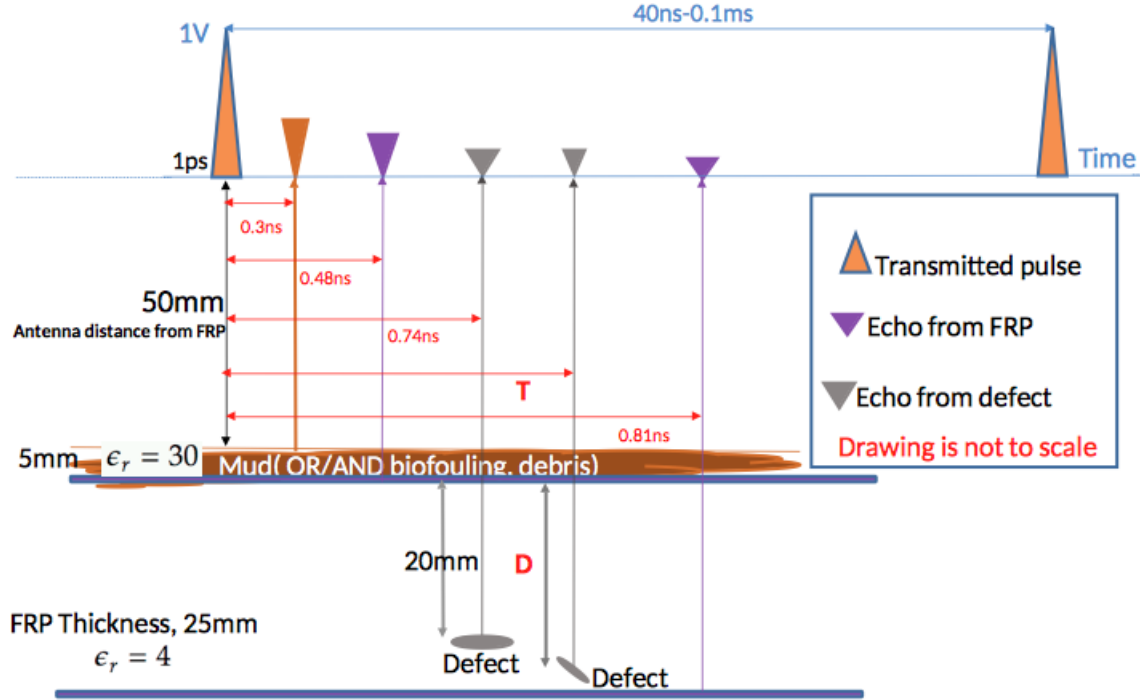 40ns-0.1ms
1V
1ps
Time
0.3ns
0.48ns
50mm
Antenna distance from FRP
0.74ns
T
0.81ns
Transmitted pulse
Echo from FRP
Echo from defect
Drawing is not to scale
5mm
ϵᵣ = 30
Mud( OR/AND biofouling, debris)
20mm
D
FRP Thickness, 25mm
ϵᵣ = 4
Defect
Defect